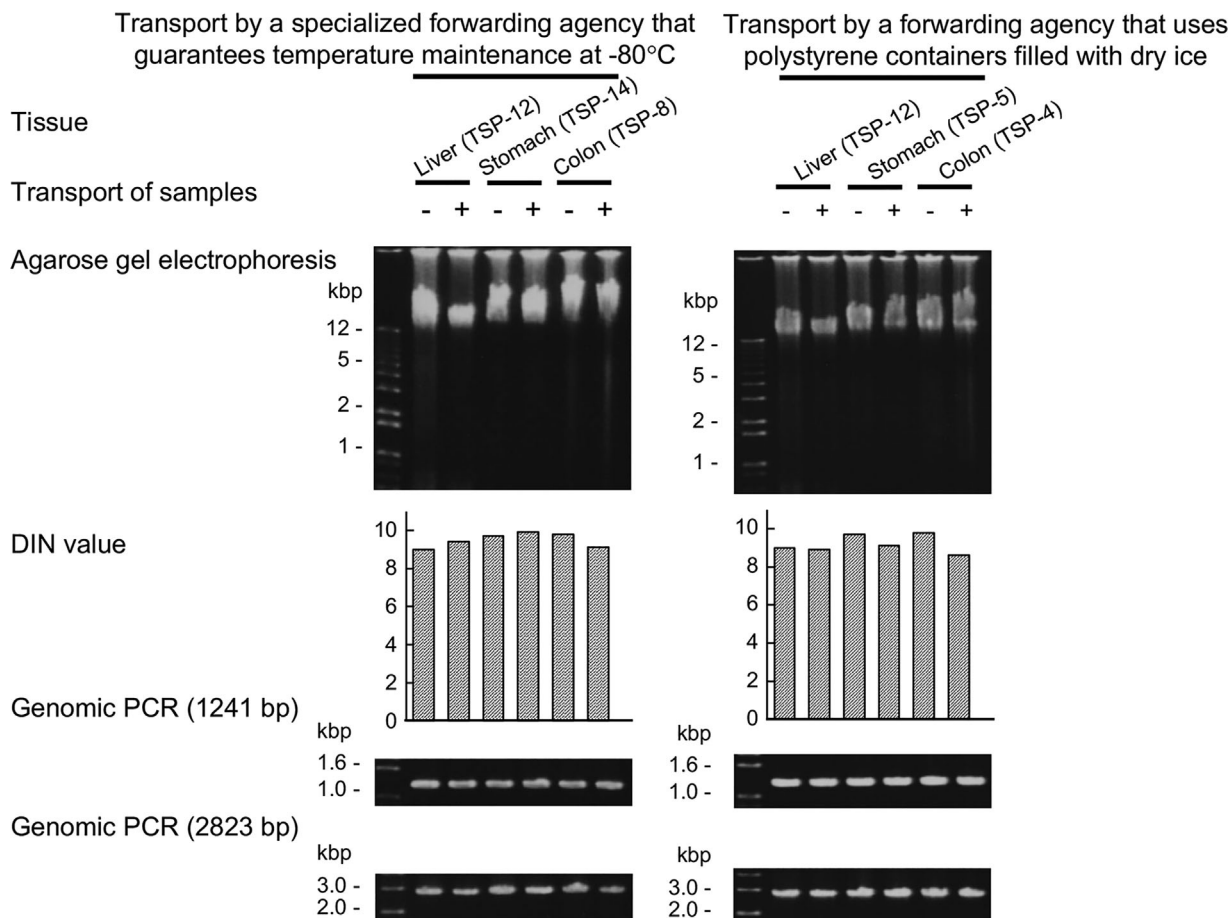 Transport by a specialized forwarding agency that
guarantees temperature maintenance at -80°C
Transport by a forwarding agency that uses
polystyrene containers filled with dry ice
Tissue
Liver (TSP-12)
Stomach (TSP-14)
Colon (TSP-8)
Liver (TSP-12)
Stomach (TSP-5)
Colon (TSP-4)
Transport of samples
- + - + - +
- + - + - +
Agarose gel electrophoresis
kbp
12 -
5 -
2 -
1 -
kbp
12 -
5 -
2 -
1 -
DIN value
10
8
6
4
2
0
10
8
6
4
2
0
Genomic PCR (1241 bp)
kbp
1.6 -
1.0 -
kbp
1.6 -
1.0 -
Genomic PCR (2823 bp)
kbp
3.0 -
2.0 -
kbp
3.0 -
2.0 -